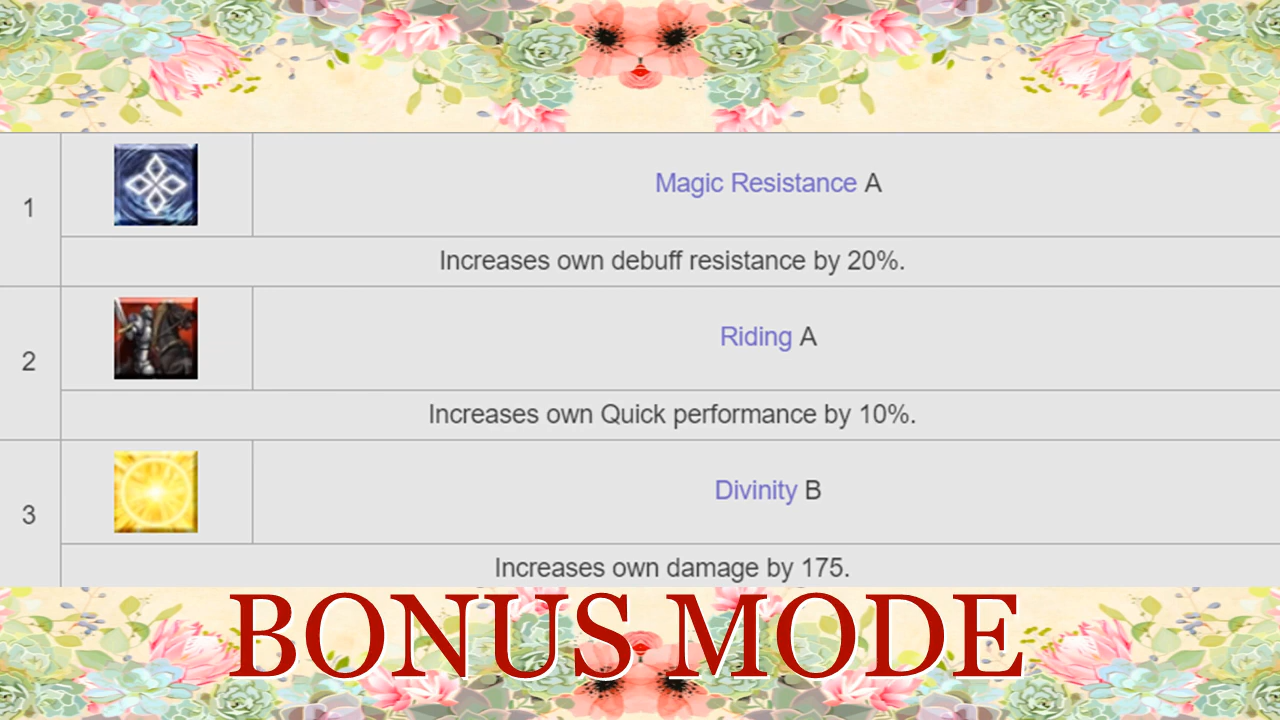 1
Magic Resistance A
Increases own debuff resistance by 20%.
2
Riding A
Increases own Quick performance by 10%.
3
Divinity B
Increases own damage by 175.
BONUS MODE